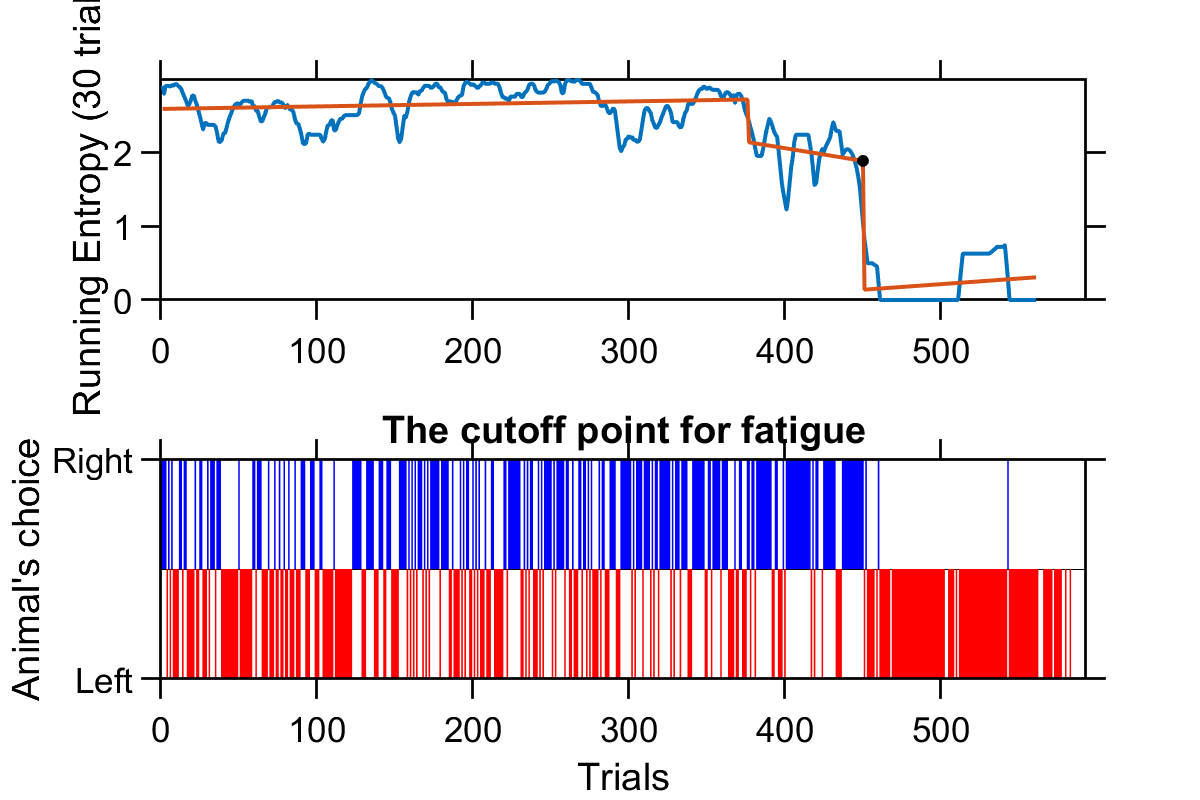 Running Entropy (30 trial
2
1
0
0 100 200 300 400 500
The cutoff point for fatigue
Animal's choice
Right
Left
0 100 200 300 400 500
Trials